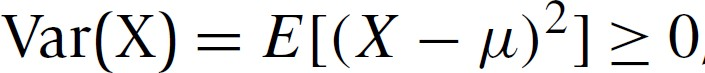 Var(X) = E[(X − μ)²] ≥ 0,